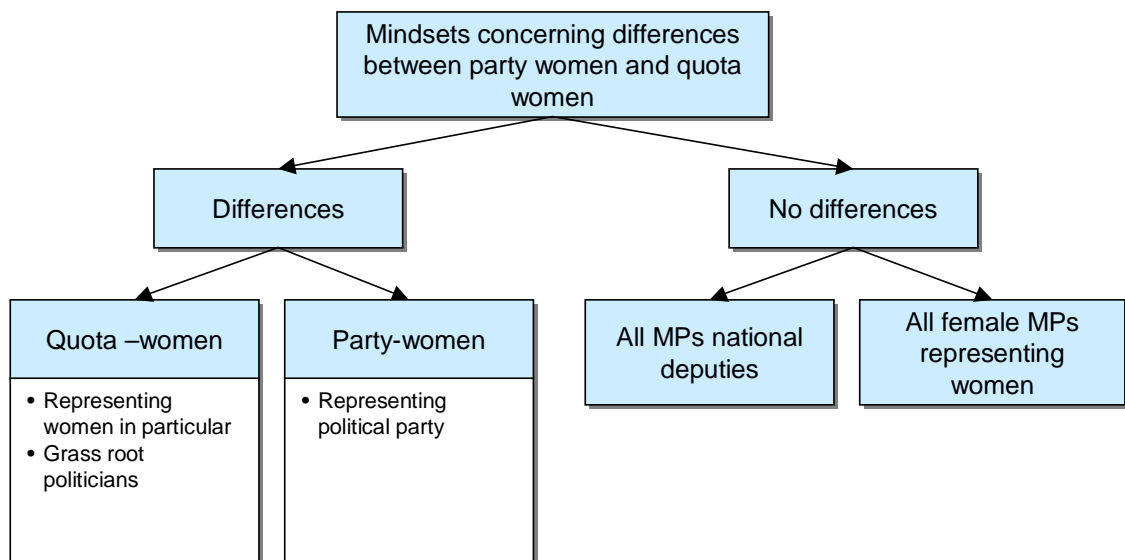 Mindsets concerning differences
between party women and quota
women
Differences
No differences
Quota –women
Party-women
All MPs national
deputies
All female MPs
representing
women
• Representing
women in particular
• Grass root
politicians
• Representing
political party